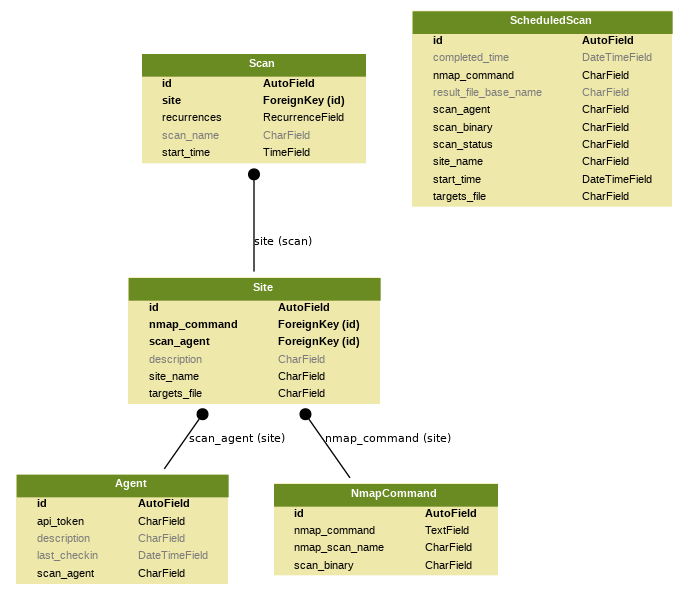 ScheduledScan
id AutoField
completed_time DateTimeField
nmap_command CharField
result_file_base_name CharField
scan_agent CharField
scan_binary CharField
scan_status CharField
site_name CharField
start_time DateTimeField
targets_file CharField
Scan
id AutoField
site ForeignKey (id)
recurrences RecurrenceField
scan_name CharField
start_time TimeField
site (scan)
Site
id AutoField
nmap_command ForeignKey (id)
scan_agent ForeignKey (id)
description CharField
site_name CharField
targets_file CharField
scan_agent (site)
nmap_command (site)
Agent
id AutoField
api_token CharField
description CharField
last_checkin DateTimeField
scan_agent CharField
NmapCommand
id AutoField
nmap_command TextField
nmap_scan_name CharField
scan_binary CharField